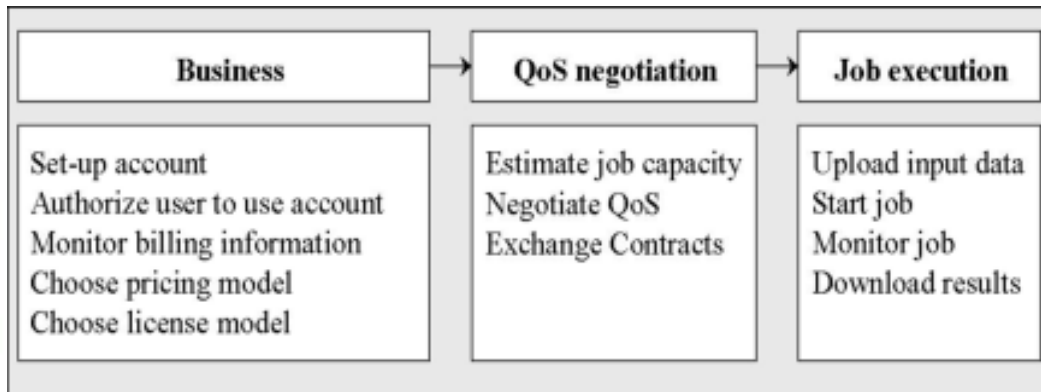 Business
QoS negotiation
Job execution
Set-up account
Authorize user to use account
Monitor billing information
Choose pricing model
Choose license model
Estimate job capacity
Negotiate QoS
Exchange Contracts
Upload input data
Start job
Monitor job
Download results